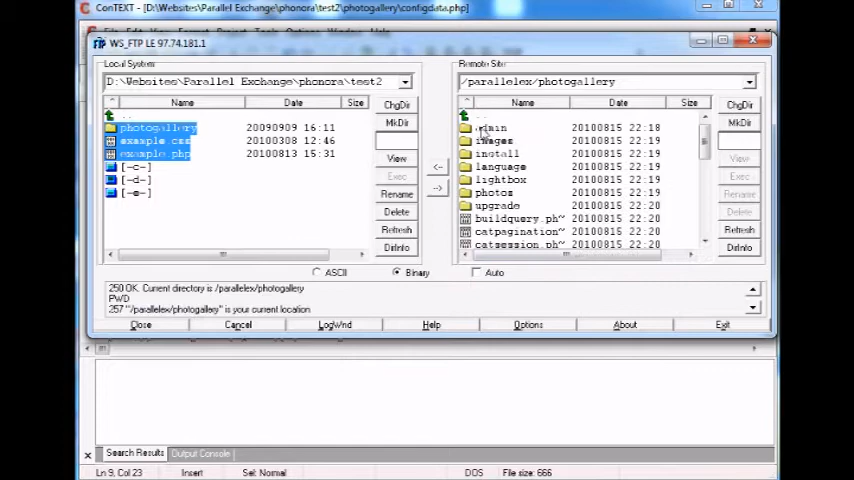 ConTEXT - [D:\Websites\Parallel Exchange\phonora\test2\photogallery\configdata.php]
WS_FTP LE 97.74.181.1
Local System
Remote Site
D:\Websites\Parallel Exchange\phonora\test2
/parallelex/photogallery
^ Name Date Size
ChgDir
^ Name Date Size
ChgDir
..
MkDir
..
MkDir
photogallery 20090909 16:11
admin 20100815 22:18
example.css 20100308 12:46
images 20100815 22:19
example.php 20100813 15:31
View
install 20100815 22:19
View
[-c-]
<-
language 20100815 22:19
[-d-]
Exec
lightbox 20100815 22:19
Exec
[-e-]
->
Rename
photos 20100815 22:19
Rename
Delete
upgrade 20100815 22:20
Delete
buildquery.ph~ 20100815 22:20
Refresh
catpagination~ 20100815 22:20
Refresh
DirInfo
catsession.ph~ 20100815 22:20
DirInfo
ASCII Binary Auto
250 OK. Current directory is /parallelex/photogallery
PWD
257 "/parallelex/photogallery" is your current location
Close Cancel LogWnd Help Options About Exit
Search Results Output Console
Ln 9, Col 23 Insert Sel: Normal DOS File size: 666